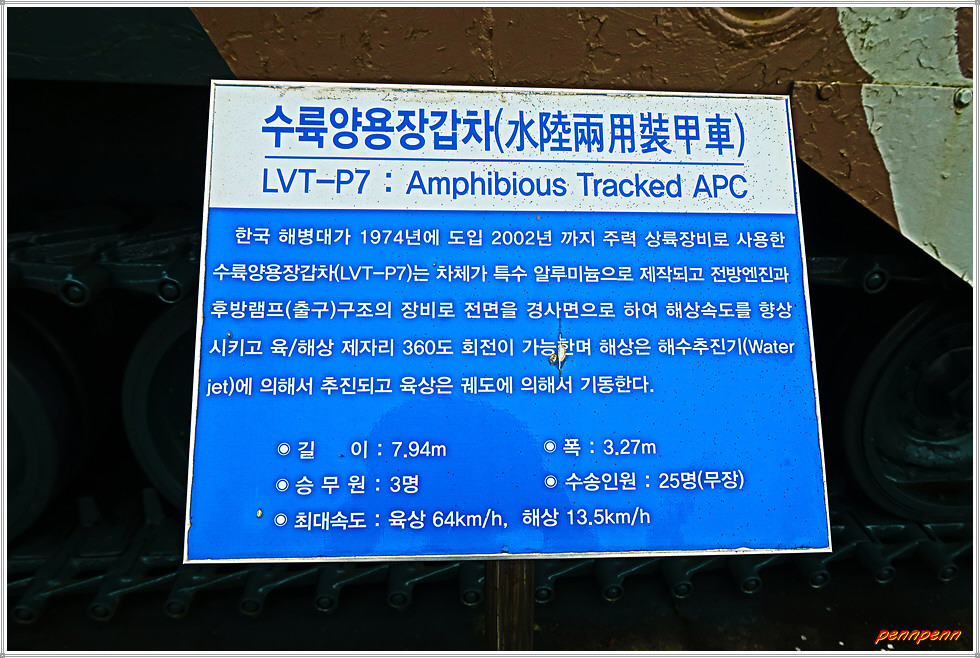 수륙양용장갑차(水陸兩用裝甲車)
LVT-P7 : Amphibious Tracked APC
한국 해병대가 1974년에 도입 2002년 까지 주력 상륙장비로 사용한
수륙양용장갑차(LVT-P7)는 차체가 특수 알루미늄으로 제작되고 전방엔진과
후방램프(출구)구조의 장비로 전면을 경사면으로 하여 해상속도를 향상
시키고 육/해상 제자리 360도 회전이 가능하며 해상은 해수추진기(Water
jet)에 의해서 추진되고 육상은 궤도에 의해서 기동한다.
◉ 길 이 : 7.94m ◉ 폭 : 3.27m
◉ 승 무 원 : 3명 ◉ 수송인원 : 25명(무장)
◉ 최대속도 : 육상 64km/h, 해상 13.5km/h
pennpenn